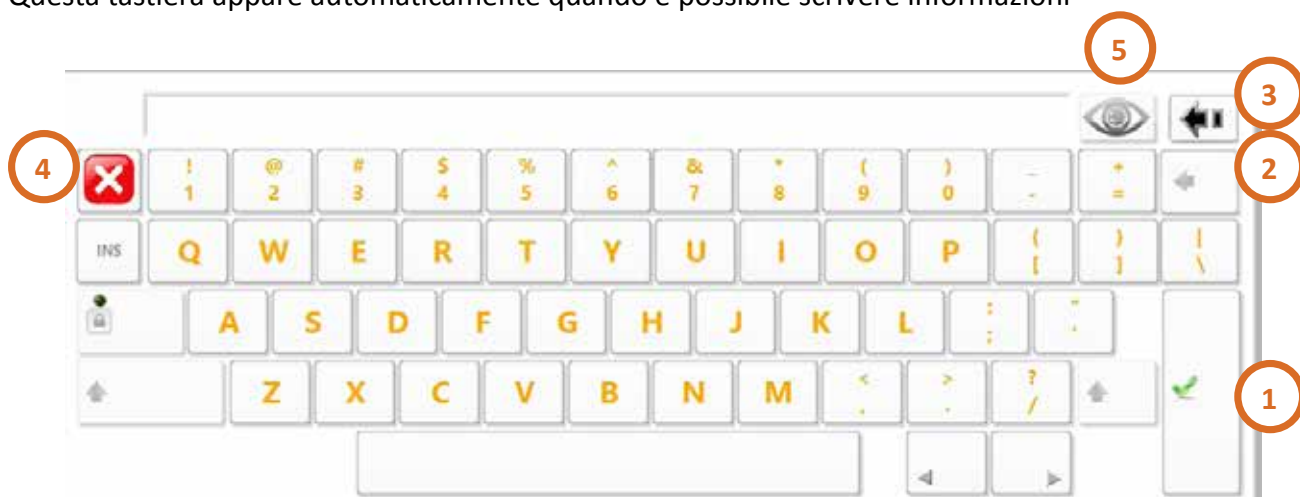 Questa tastiera appare automaticamente quando è possibile scrivere informazioni
5
3
4
! @ # $ % ^ & * ( ) _ +
1 2 3 4 5 6 7 8 9 0 - =
2
INS Q W E R T Y U I O P { } |
[ ] \
A S D F G H J K L : "
; '
Z X C V B N M < > ?
, . /
1